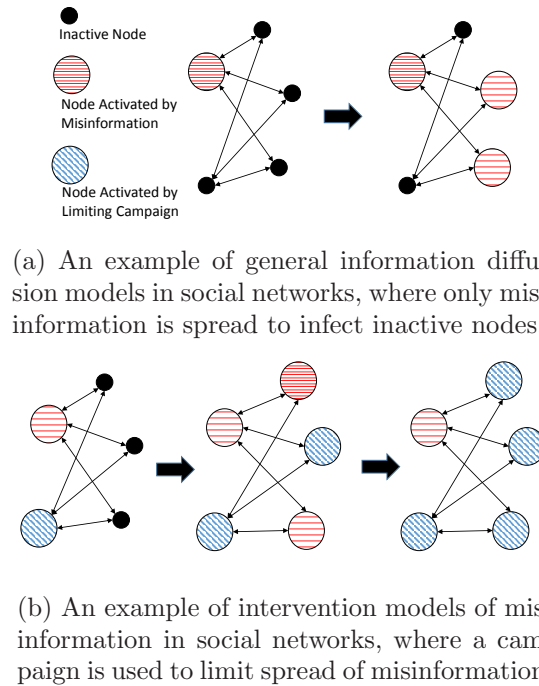 Inactive Node
Node Activated by
Misinformation
Node Activated by
Limiting Campaign
(a) An example of general information diffu
sion models in social networks, where only mis
information is spread to infect inactive nodes
(b) An example of intervention models of mis
information in social networks, where a cam
paign is used to limit spread of misinformation